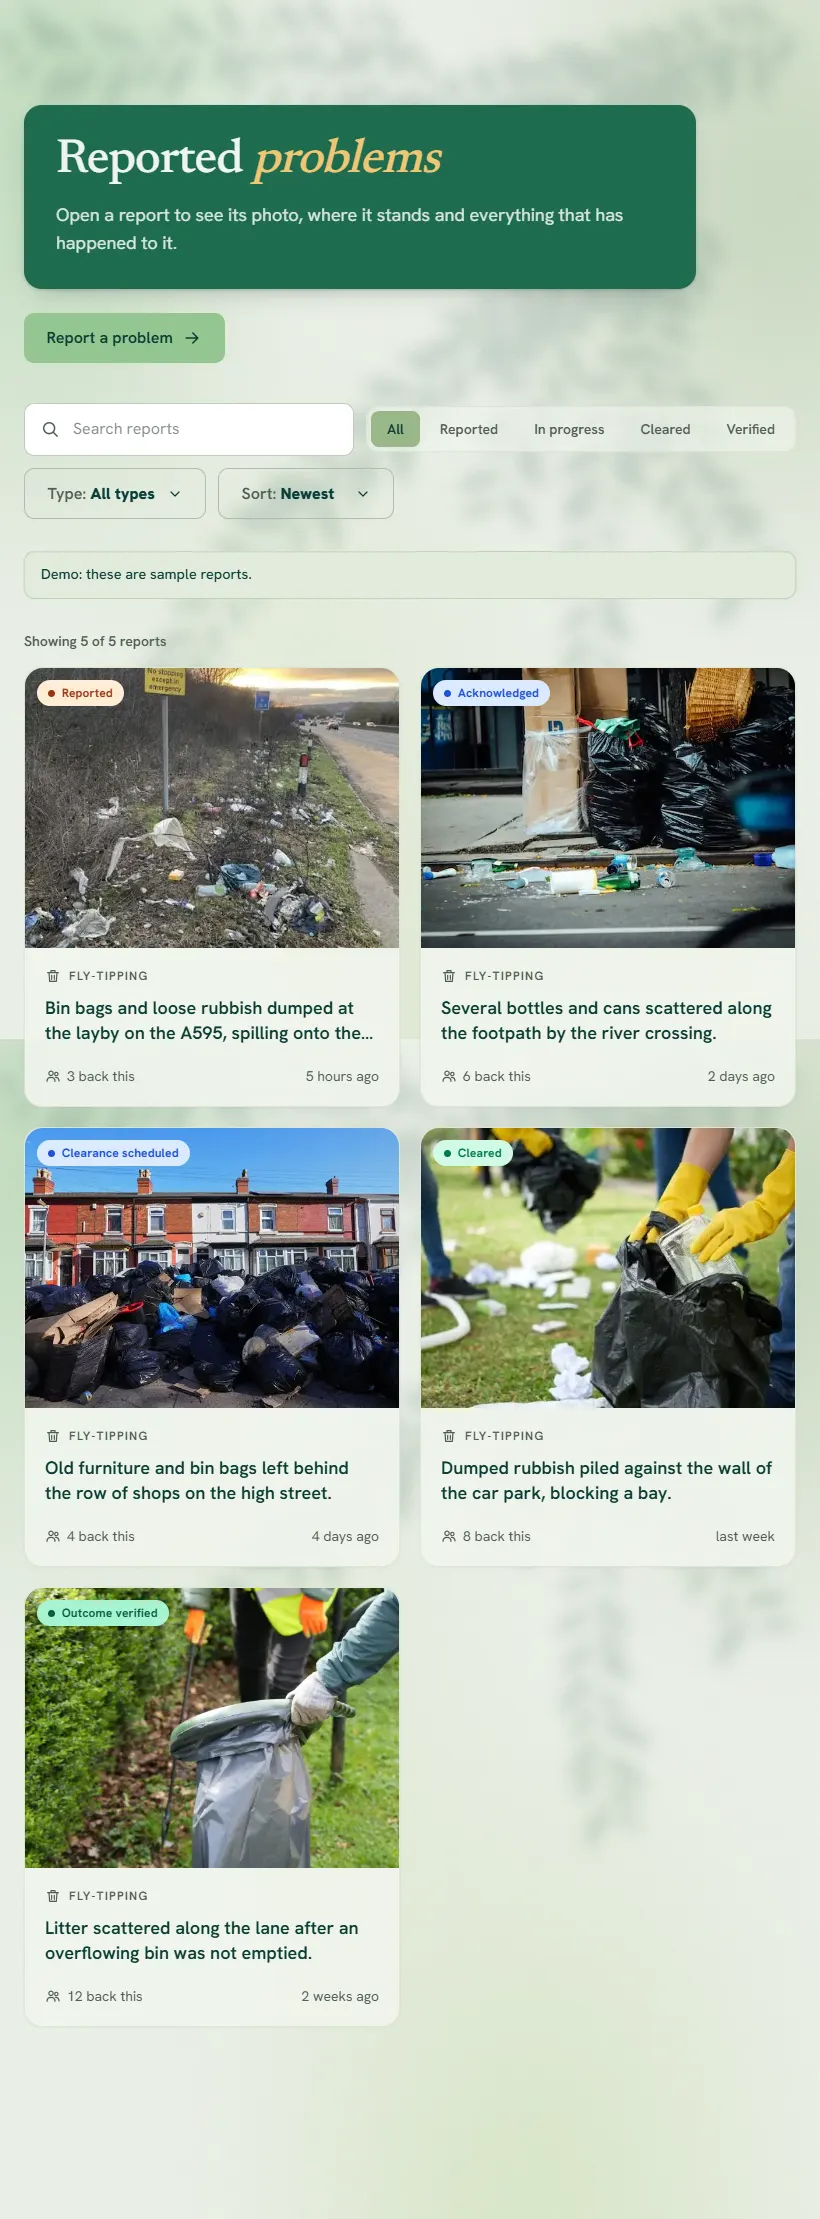 Reported problems
Open a report to see its photo, where it stands and everything that has
happened to it.
Report a problem
Search reports
All
Reported
In progress
Cleared
Verified
Type: All types
Sort: Newest
Demo: these are sample reports.
Showing 5 of 5 reports
No stopping
except in
emergency
Reported
FLY-TIPPING
Bin bags and loose rubbish dumped at
the layby on the A595, spilling onto the...
3 back this
5 hours ago
Acknowledged
FLY-TIPPING
Several bottles and cans scattered along
the footpath by the river crossing.
6 back this
2 days ago
Clearance scheduled
FLY-TIPPING
Old furniture and bin bags left behind
the row of shops on the high street.
4 back this
4 days ago
Cleared
FLY-TIPPING
Dumped rubbish piled against the wall of
the car park, blocking a bay.
8 back this
last week
Outcome verified
FLY-TIPPING
Litter scattered along the lane after an
overflowing bin was not emptied.
12 back this
2 weeks ago